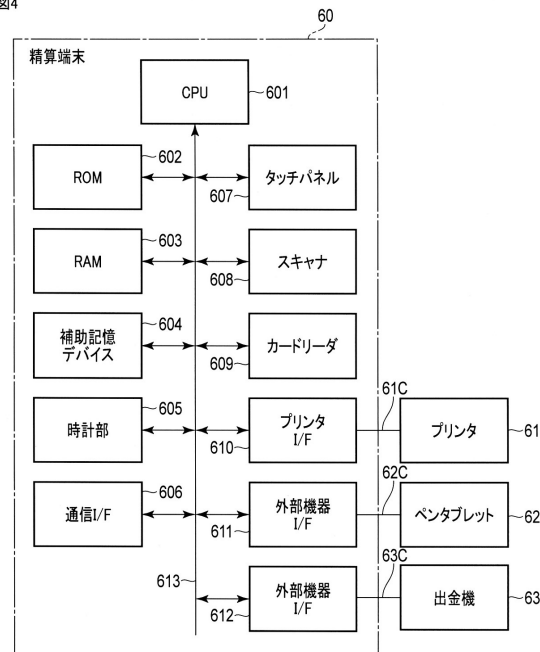 図4
60
精算端末
CPU
601
ROM
602
タッチパネル
607
RAM
603
スキャナ
608
補助記憶
デバイス
604
カードリーダ
609
時計部
605
プリンタ
I/F
610
61C
プリンタ
61
通信I/F
606
外部機器
I/F
611
62C
ペンタブレット
62
613
外部機器
I/F
612
63C
出金機
63